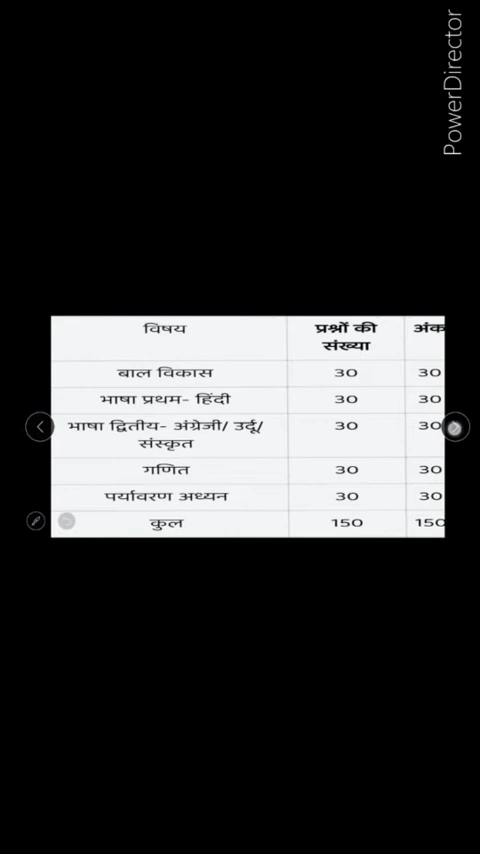 PowerDirector
विषय प्रश्नों की अंक
संख्या
बाल विकास 30 30
भाषा प्रथम- हिंदी 30 30
भाषा द्वितीय- अंग्रेजी/ उर्दू/ 30 30
संस्कृत
गणित 30 30
पर्यावरण अध्यन 30 30
कुल 150 150